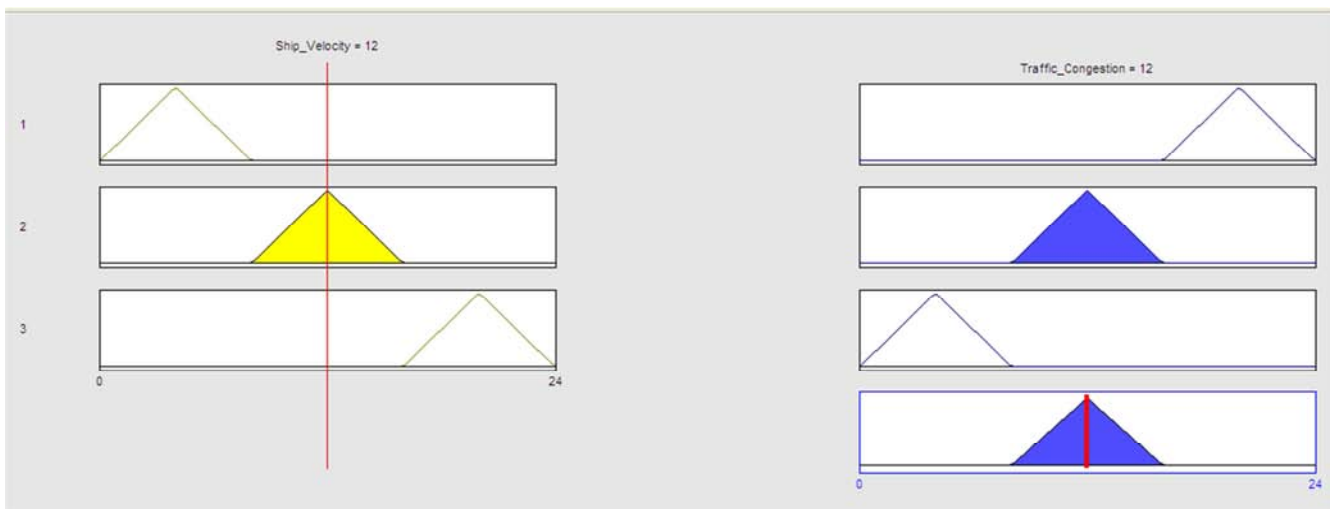 Ship_Velocity = 12
Traffic_Congestion = 12
1
2
3
0 24
0 24